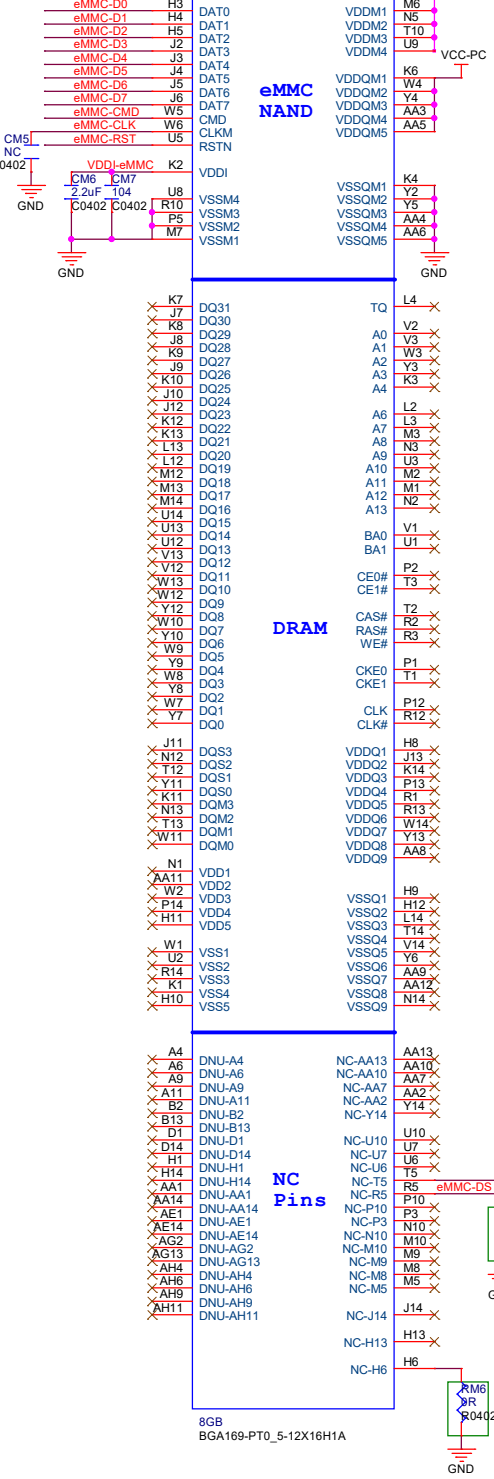 eMMC-D0 H3 DAT0 VDDM1 M6
eMMC-D1 H4 DAT1 VDDM2 N5
eMMC-D2 H5 DAT2 VDDM3 T10
eMMC-D3 J2 DAT3 VDDM4 U9
eMMC-D4 J3 DAT4 VCC-PC
eMMC-D5 J4 DAT5 VDDQM1 K6
eMMC-D6 J5 DAT6 VDDQM2 W4
eMMC-D7 J6 DAT7 VDDQM3 Y4
eMMC-CMD W5 CMD VDDQM4 AA3
eMMC-CLK W6 CLKM VDDQM5 AA5
eMMC-RST U5 RSTN
eMMC
NAND
CM5
NC
0402
GND
VDDI-eMMC K2 VDDI
CM6 CM7
2.2uF 104
C0402 C0402
GND
U8 VSSM4
R10 VSSM3
P5 VSSM2
M7 VSSM1
VSSQM1 K4
VSSQM2 Y2
VSSQM3 Y5
VSSQM4 AA4
VSSQM5 AA6
GND
K7 DQ31
J7 DQ30
K8 DQ29
J8 DQ28
K9 DQ27
J9 DQ26
K10 DQ25
J10 DQ24
J12 DQ23
K12 DQ22
K13 DQ21
L13 DQ20
L12 DQ19
M12 DQ18
M13 DQ17
M14 DQ16
U14 DQ15
U13 DQ14
U12 DQ13
V13 DQ12
V12 DQ11
W13 DQ10
W12 DQ9
Y12 DQ8
W10 DQ7
Y10 DQ6
W9 DQ5
Y9 DQ4
W8 DQ3
Y8 DQ2
W7 DQ1
Y7 DQ0
J11 DQS3
N12 DQS2
T12 DQS1
Y11 DQS0
K11 DQM3
N13 DQM2
T13 DQM1
W11 DQM0
N1 VDD1
AA11 VDD2
W2 VDD3
P14 VDD4
H11 VDD5
W1 VSS1
U2 VSS2
R14 VSS3
K1 VSS4
H10 VSS5
DRAM
TQ L4
A0 V2
A1 V3
A2 W3
A3 Y3
A4 K3
A6 L2
A7 L3
A8 M3
A9 N3
A10 U3
A11 M2
A12 M1
A13 N2
BA0 V1
BA1 U1
CE0# P2
CE1# T3
CAS# T2
RAS# R2
WE# R3
CKE0 P1
CKE1 T1
CLK P12
CLK# R12
VDDQ1 H8
VDDQ2 J13
VDDQ3 K14
VDDQ4 P13
VDDQ5 R1
VDDQ6 R13
VDDQ7 W14
VDDQ8 Y13
VDDQ9 AA8
VSSQ1 H9
VSSQ2 H12
VSSQ3 L14
VSSQ4 T14
VSSQ5 V14
VSSQ6 Y6
VSSQ7 AA9
VSSQ8 AA12
VSSQ9 N14
A4 DNU-A4
A6 DNU-A6
A9 DNU-A9
A11 DNU-A11
B2 DNU-B2
B13 DNU-B13
D1 DNU-D1
D14 DNU-D14
H1 DNU-H1
H14 DNU-H14
AA1 DNU-AA1
AA14 DNU-AA14
AE1 DNU-AE1
AE14 DNU-AE14
AG2 DNU-AG2
AG13 DNU-AG13
AH4 DNU-AH4
AH6 DNU-AH6
AH9 DNU-AH9
AH11 DNU-AH11
NC
Pins
NC-AA13 AA13
NC-AA10 AA10
NC-AA7 AA7
NC-AA2 AA2
NC-Y14 Y14
NC-U10 U10
NC-U7 U7
NC-U6 U6
NC-T5 T5
NC-R5 R5 eMMC-DS
NC-P10 P10
NC-P3 P3
NC-N10 N10
NC-M10 M10
NC-M9 M9
NC-M8 M8
NC-M5 M5
NC-J14 J14
NC-H13 H13
NC-H6 H6
RM6
0R
R0402
GND
8GB
BGA169-PT0_5-12X16H1A